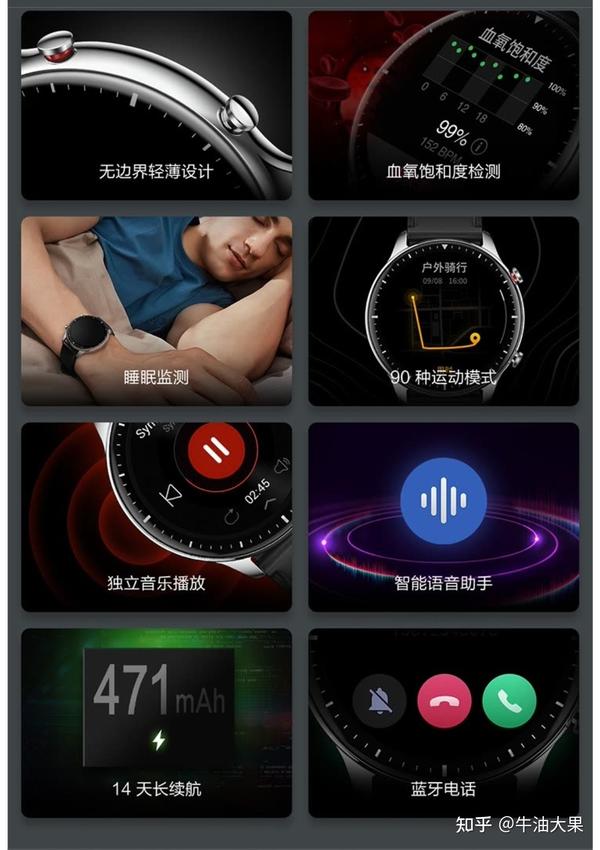 无边界轻薄设计
血氧饱和度
100%
90%
80%
0 6 12 18
99%
152 BPM
血氧饱和度检测
睡眠监测
户外骑行
09/08 16:00
90 种运动模式
02:45
独立音乐播放
智能语音助手
471mAh
14 天长续航
蓝牙电话
知乎 @牛油大果